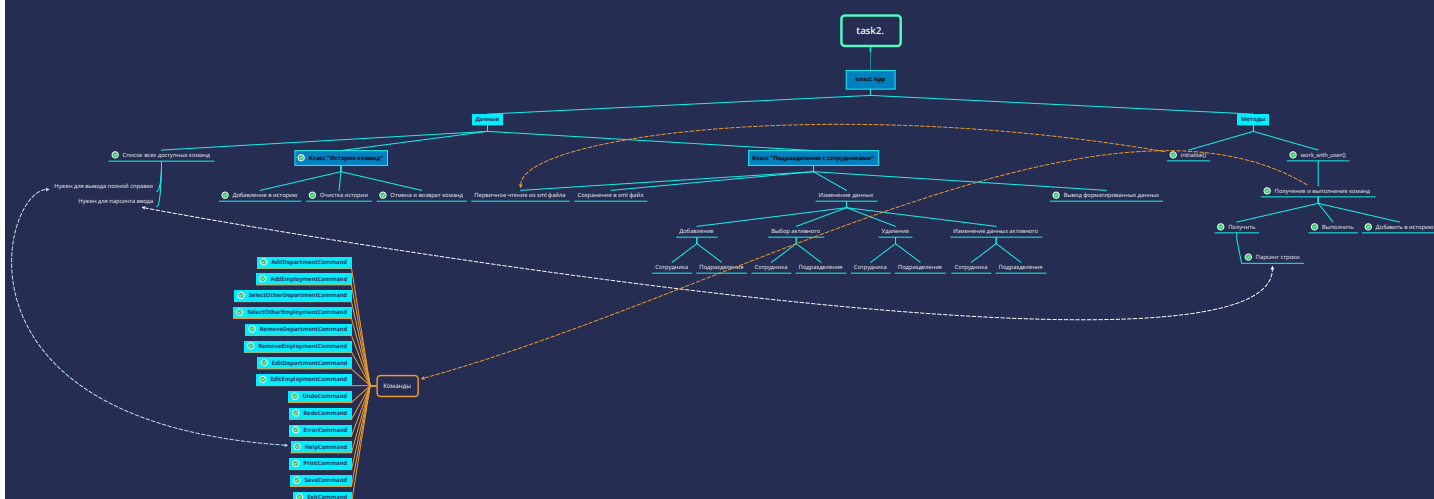 task2.
класс App
Данные
Методы
Список всех доступных команд
Класс "История команд"
Класс "Подразделения с сотрудниками"
initialise()
work_with_user()
Нужен для вывода полной справки
Нужен для парсинга ввода
Добавление в историю
Очистка истории
Отмена и возврат команд
Первичное чтение из xml файла
Сохранение в xml файл
Изменение данных
Вывод форматированных данных
Получение и выполнение команд
Добавление
Выбор активного
Удаление
Изменение данных активного
Получить
Выполнить
Добавить в историю
Парсинг строки
Сотрудника
Подразделения
Сотрудника
Подразделения
Сотрудника
Подразделения
Сотрудника
Подразделения
AddDepartmentCommand
AddEmploymentCommand
SelectOtherDepartmentCommand
SelectOtherEmploymentCommand
RemoveDepartmentCommand
RemoveEmploymentCommand
EditDepartmentCommand
EditEmploymentCommand
Команды
UndoCommand
RedoCommand
ErrorCommand
HelpCommand
PrintCommand
SaveCommand
ExitCommand